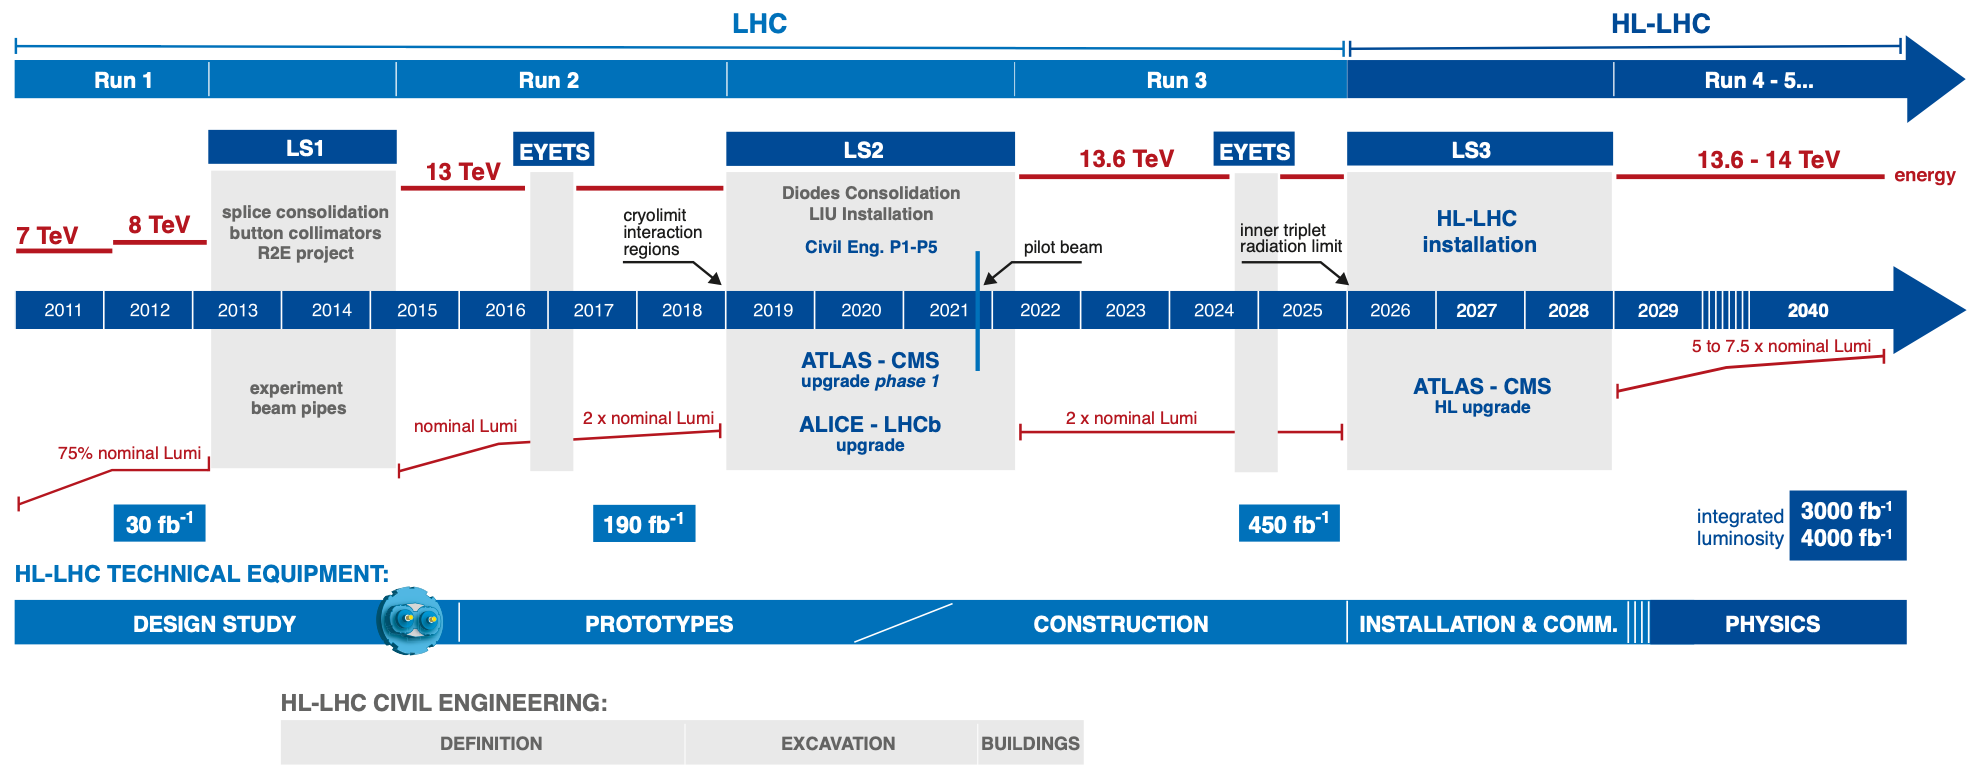 LHC
HL-LHC
Run 1
Run 2
Run 3
Run 4 - 5...
LS1
EYETS
LS2
EYETS
LS3
7 TeV
8 TeV
13 TeV
13.6 TeV
13.6 - 14 TeV
energy
splice consolidation
button collimators
R2E project
cryolimit
interaction
regions
Diodes Consolidation
LIU Installation
Civil Eng. P1-P5
pilot beam
inner triplet
radiation limit
HL-LHC
installation
2011 2012 2013 2014 2015 2016 2017 2018 2019 2020 2021 2022 2023 2024 2025 2026 2027 2028 2029 2040
75% nominal Lumi
experiment
beam pipes
nominal Lumi
2 x nominal Lumi
ATLAS - CMS
upgrade phase 1
ALICE - LHCb
upgrade
2 x nominal Lumi
ATLAS - CMS
HL upgrade
5 to 7.5 x nominal Lumi
30 fb-1
190 fb-1
450 fb-1
integrated
luminosity
3000 fb-1
4000 fb-1
HL-LHC TECHNICAL EQUIPMENT:
DESIGN STUDY
PROTOTYPES
CONSTRUCTION
INSTALLATION & COMM.
PHYSICS
HL-LHC CIVIL ENGINEERING:
DEFINITION
EXCAVATION
BUILDINGS